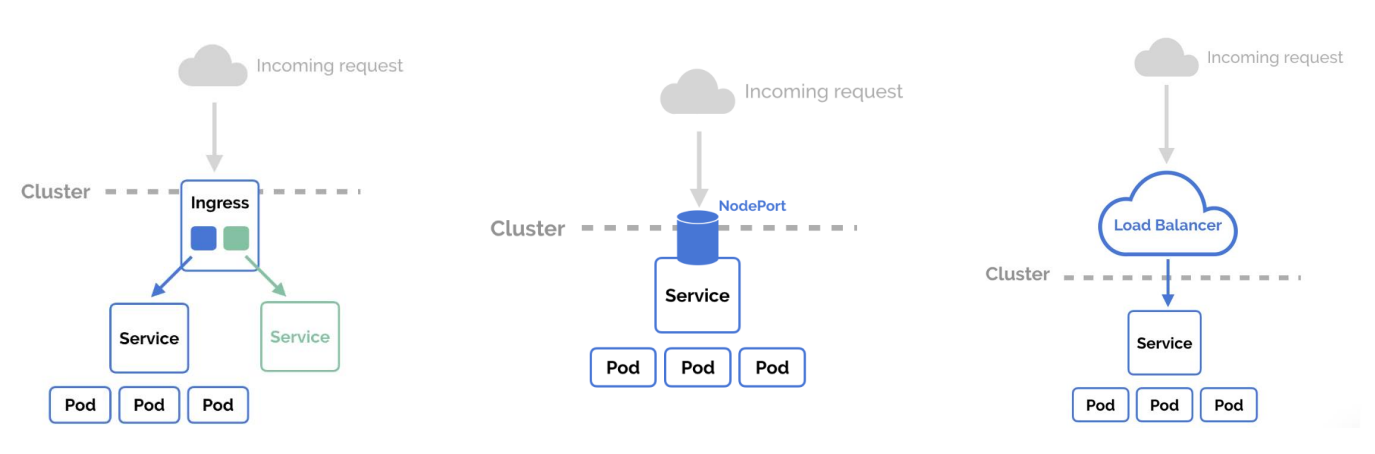 Incoming request
Cluster
Ingress
Service
Service
Pod
Pod
Pod
Incoming request
NodePort
Cluster
Service
Pod
Pod
Pod
Incoming request
Load Balancer
Cluster
Service
Pod
Pod
Pod